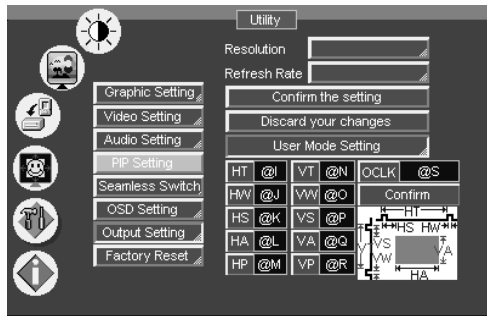 Utility
Resolution
Refresh Rate
Graphic Setting
Video Setting
Audio Setting
PIP Setting
Seamless Switch
OSD Setting
Output Setting
Factory Reset
Confirm the setting
Discard your changes
User Mode Setting
HT @I VT @N OCLK @S
HW @J VW @O Confirm
HS @K VS @P
HA @L VA @Q
HP @M VP @R
HT
HS HW
V VS VA
VW
HA